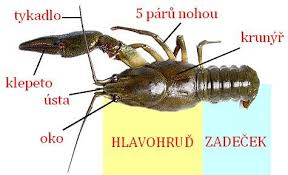 tykadlo
5 párů nohou
krunýř
klepeto
ústa
oko
HLAVOHRUĎ
ZADEČEK